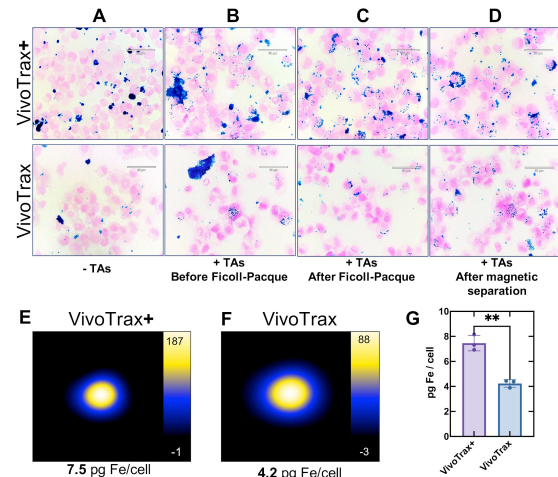 A
B
C
D
VivoTrax+
VivoTrax
- TAs
+ TAs
Before Ficoll-Pacque
+ TAs
After Ficoll-Pacque
+ TAs
After magnetic
separation
E
VivoTrax+
F
VivoTrax
G
187
-1
88
-3
7.5 pg Fe/cell
4.2 pg Fe/cell
**
pg Fe / cell
10
8
6
4
2
0
VivoTrax+
VivoTrax